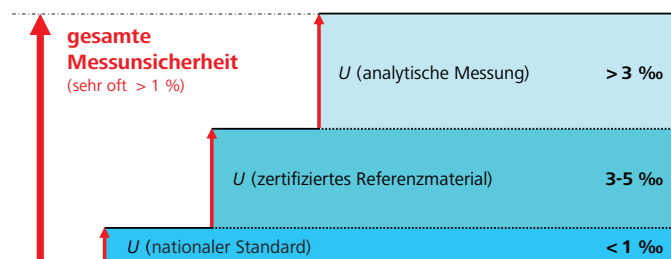 gesamte
Messunsicherheit
(sehr oft > 1 %)
U (analytische Messung) > 3 ‰
U (zertifiziertes Referenzmaterial) 3-5 ‰
U (nationaler Standard) < 1 ‰